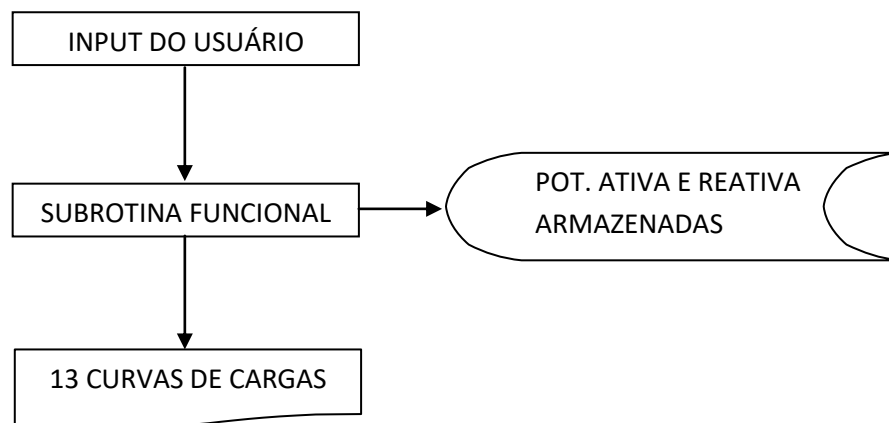 INPUT DO USUÁRIO
SUBROTINA FUNCIONAL
POT. ATIVA E REATIVA
ARMAZENADAS
13 CURVAS DE CARGAS